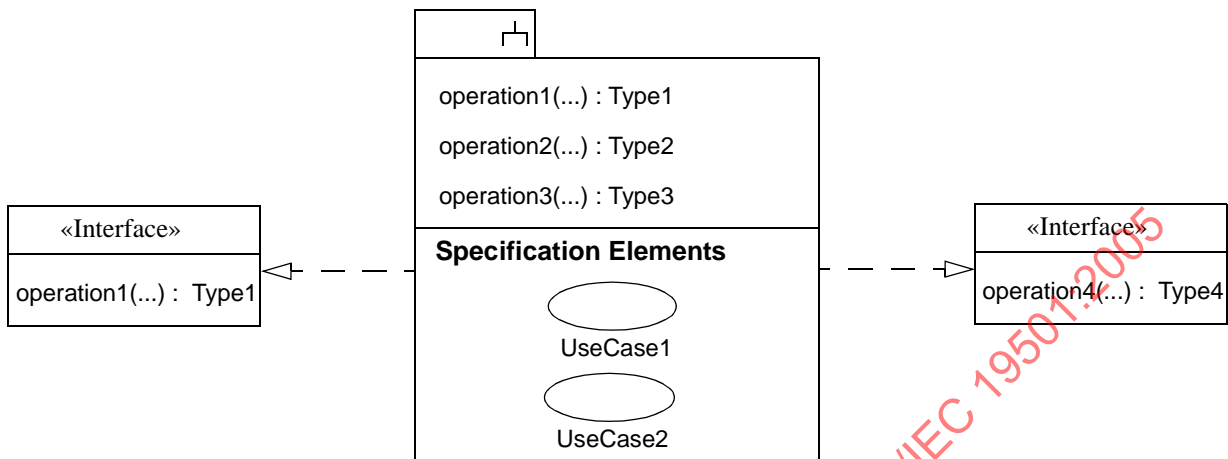 operation1(...) : Type1
operation2(...) : Type2
operation3(...) : Type3
«Interface»
operation1(...) : Type1
Specification Elements
UseCase1
UseCase2
«Interface»
operation4(...) : Type4
IEC 19501:2005